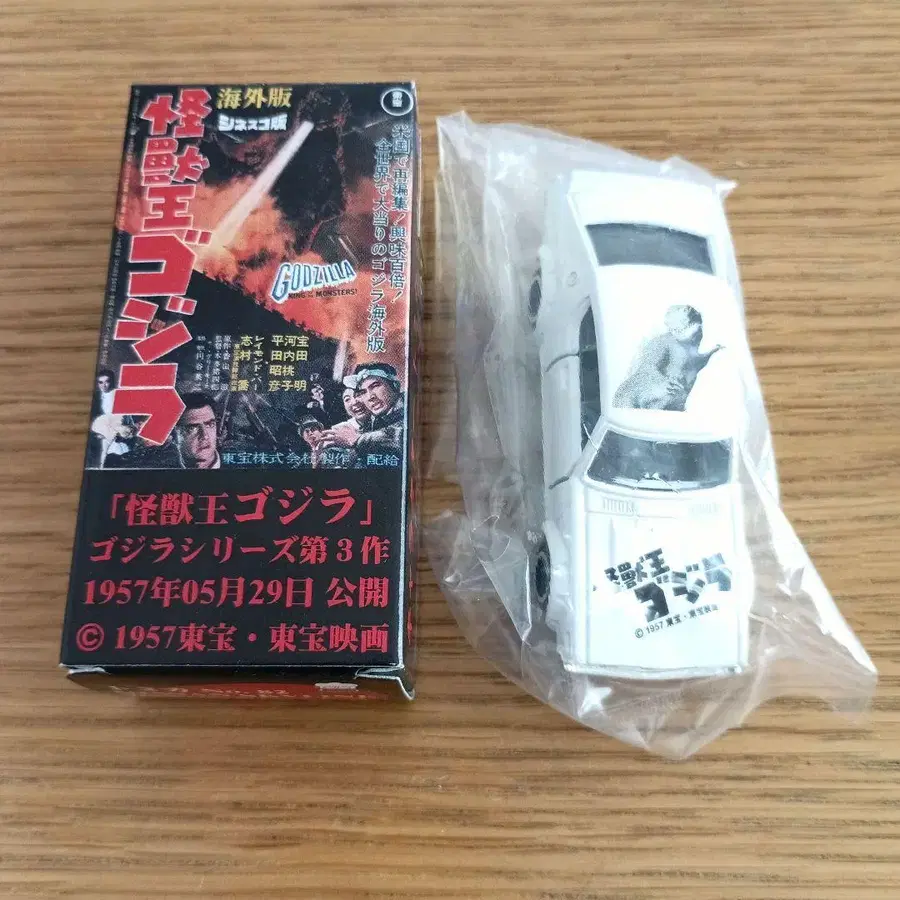 海外版
シネスコ版
東宝
怪獣王ゴジラ
米国で再編集！興味百倍！
全世界で大当りのゴジラ海外版
GODZILLA
KING OF THE MONSTERS!
宝田明
河内桃子
平田昭彦
レイモンド・バー
志村喬
東宝株式会社 製作・配給
「怪獣王ゴジラ」
ゴジラシリーズ第3作
1957年05月29日 公開
© 1957東宝・東宝映画
怪獣王
ゴジラ
© 1957 東宝・東宝映画